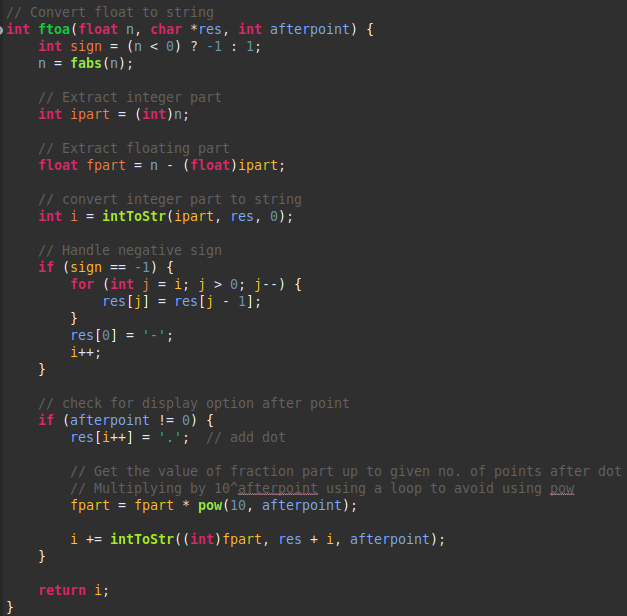 // Convert float to string
int ftoa(float n, char *res, int afterpoint) {
    int sign = (n < 0) ? -1 : 1;
    n = fabs(n);

    // Extract integer part
    int ipart = (int)n;

    // Extract floating part
    float fpart = n - (float)ipart;

    // convert integer part to string
    int i = intToStr(ipart, res, 0);

    // Handle negative sign
    if (sign == -1) {
        for (int j = i; j > 0; j--) {
            res[j] = res[j - 1];
        }
        res[0] = '-';
        i++;
    }

    // check for display option after point
    if (afterpoint != 0) {
        res[i++] = '.';  // add dot

        // Get the value of fraction part up to given no. of points after dot
        // Multiplying by 10^afterpoint using a loop to avoid using pow
        fpart = fpart * pow(10, afterpoint);

        i += intToStr((int)fpart, res + i, afterpoint);
    }

    return i;
}